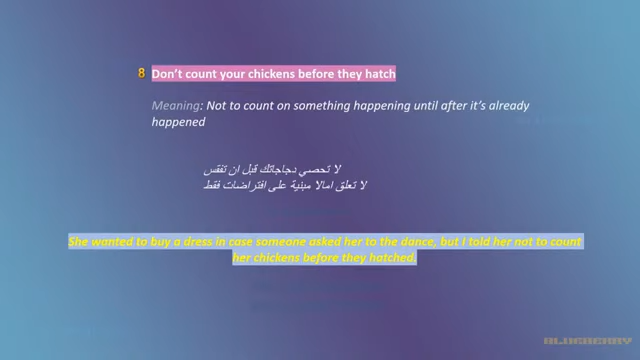 8 Don't count your chickens before they hatch
Meaning: Not to count on something happening until after it's already
happened
لا تحصي دجاجاتك قبل ان تفقس
لا تعلق امالا مبنية على افتراضات فقط
She wanted to buy a dress in case someone asked her to the dance, but I told her not to count
her chickens before they hatched.
BLUEBERRY